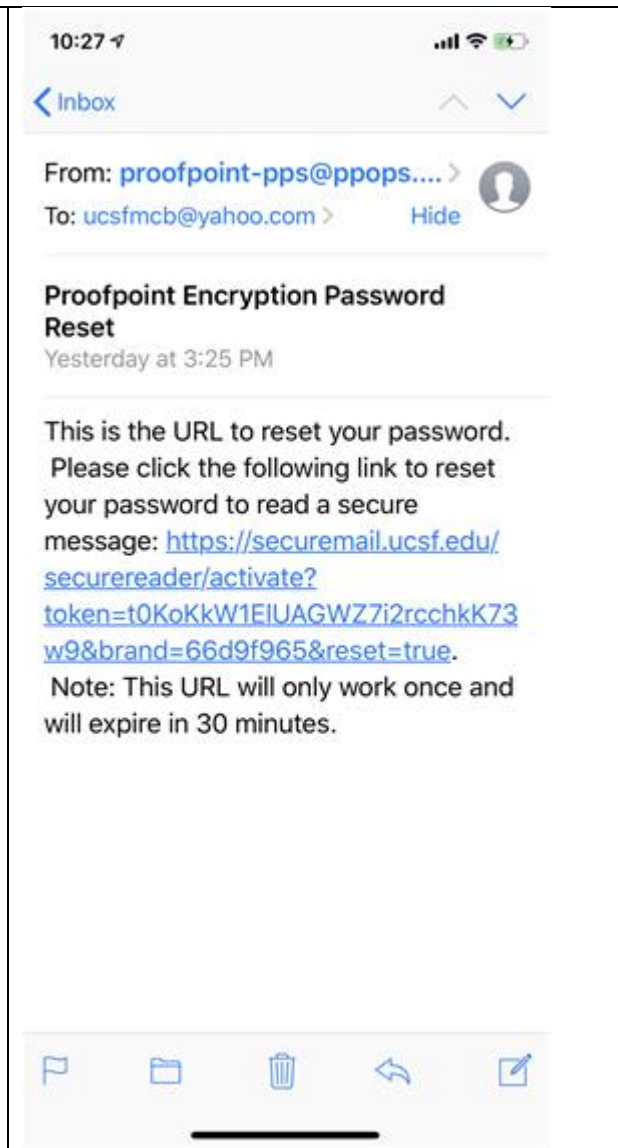 10:27
Inbox
From: proofpoint-pps@ppops....
To: ucsfmcb@yahoo.com Hide
Proofpoint Encryption Password
Reset
Yesterday at 3:25 PM
This is the URL to reset your password.
Please click the following link to reset
your password to read a secure
message: https://securemail.ucsf.edu/
securereader/activate?
token=t0KoKkW1ElUAGWZ7i2rcchkK73
w9&brand=66d9f965&reset=true.
Note: This URL will only work once and
will expire in 30 minutes.